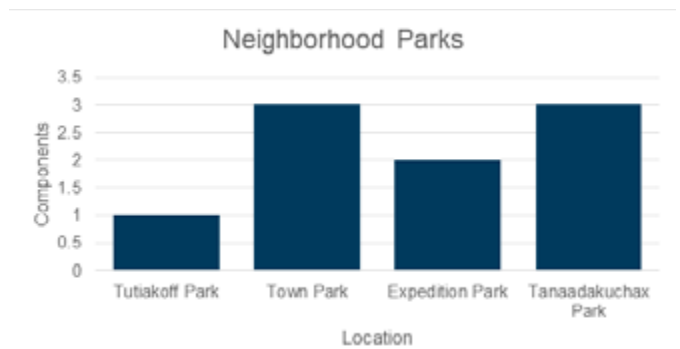 Neighborhood Parks
3.5
3
2.5
2
1.5
1
0.5
0
Components
Tutiakoff Park
Town Park
Expedition Park
Tanaadakuchax
Park
Location